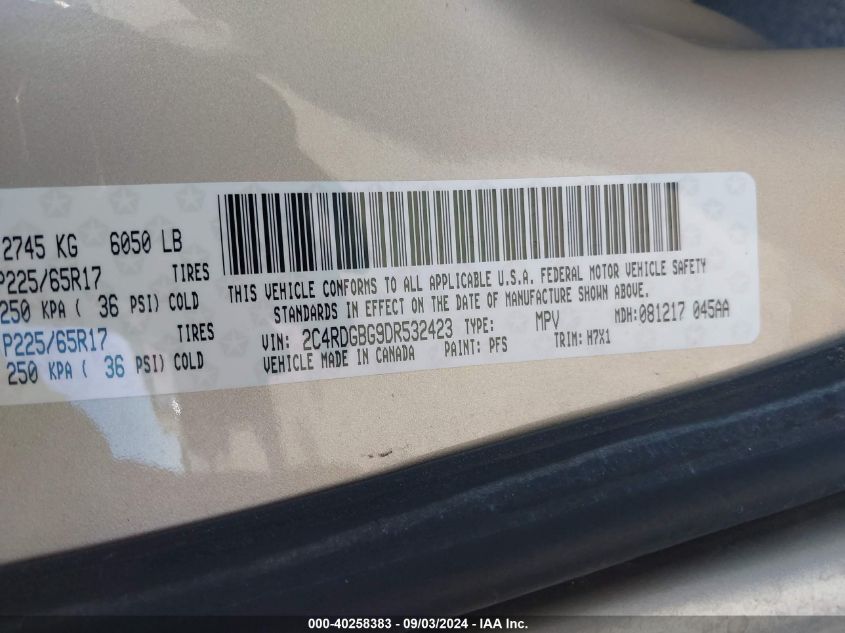 2745 KG 6050 LB
P225/65R17 TIRES
250 KPA ( 36 PSI) COLD
P225/65R17 TIRES
250 KPA ( 36 PSI) COLD
THIS VEHICLE CONFORMS TO ALL APPLICABLE U.S.A. FEDERAL MOTOR VEHICLE SAFETY
STANDARDS IN EFFECT ON THE DATE OF MANUFACTURE SHOWN ABOVE.
VIN: 2C4RDGBG9DR532423 TYPE: MPV MDH: 081217 045AA
VEHICLE MADE IN CANADA PAINT: PFS TRIM: H7X1
000-40258383 - 09/03/2024 - IAA Inc.